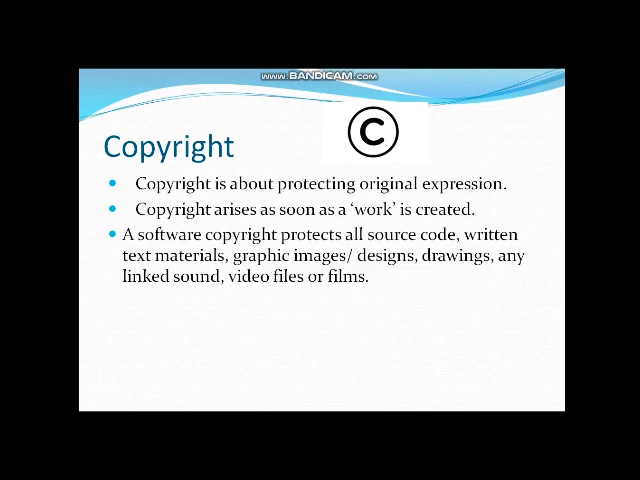 www.BANDICAM.com
©
Copyright
Copyright is about protecting original expression.
Copyright arises as soon as a ‘work’ is created.
A software copyright protects all source code, written
text materials, graphic images/ designs, drawings, any
linked sound, video files or films.